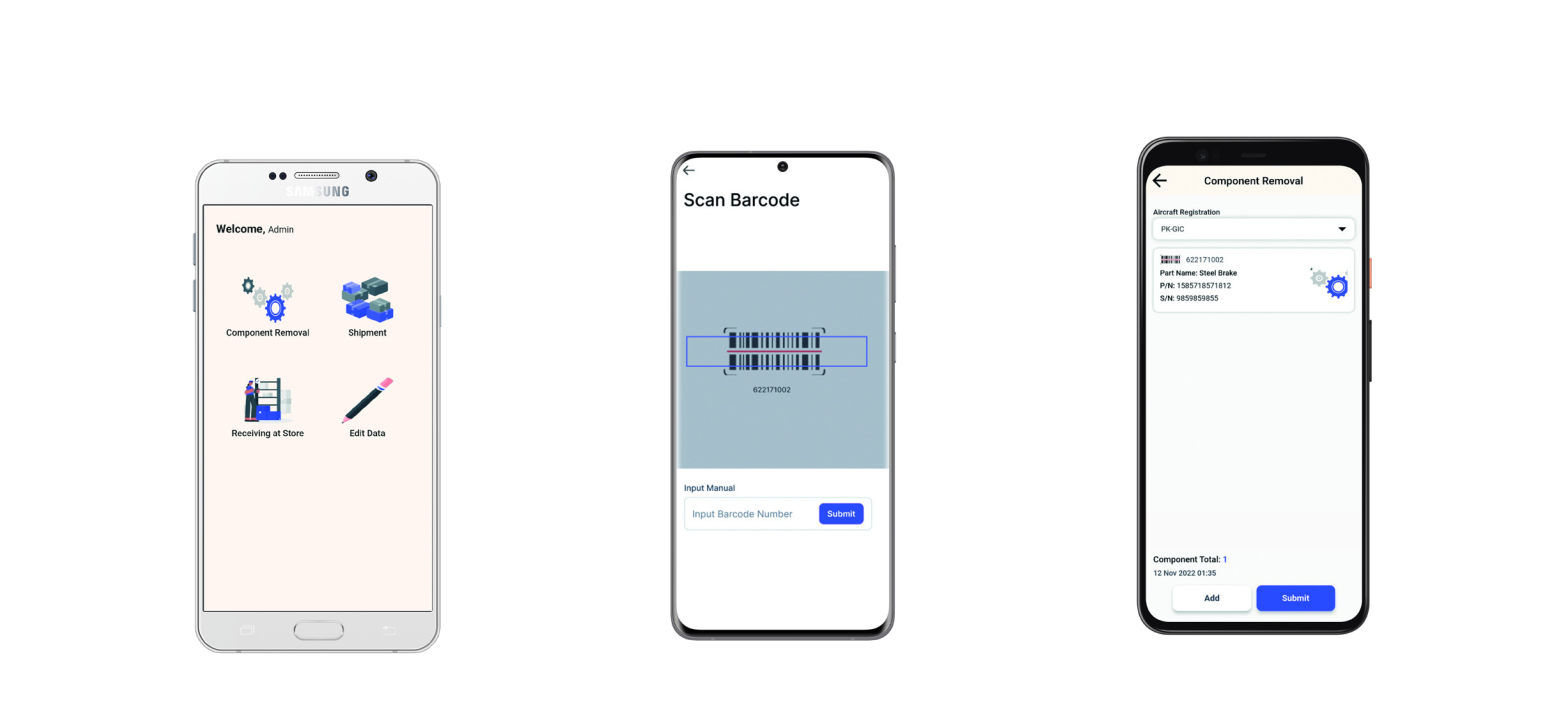 SAMSUNG
Welcome, Admin
Component Removal
Shipment
Receiving at Store
Edit Data
Scan Barcode
622171002
Input Manual
Input Barcode Number
Submit
Component Removal
Aircraft Registration
PK-GIC
622171002
Part Name: Steel Brake
P/N: 1585718571812
S/N: 9859859855
Component Total: 1
12 Nov 2022 01:35
Add
Submit